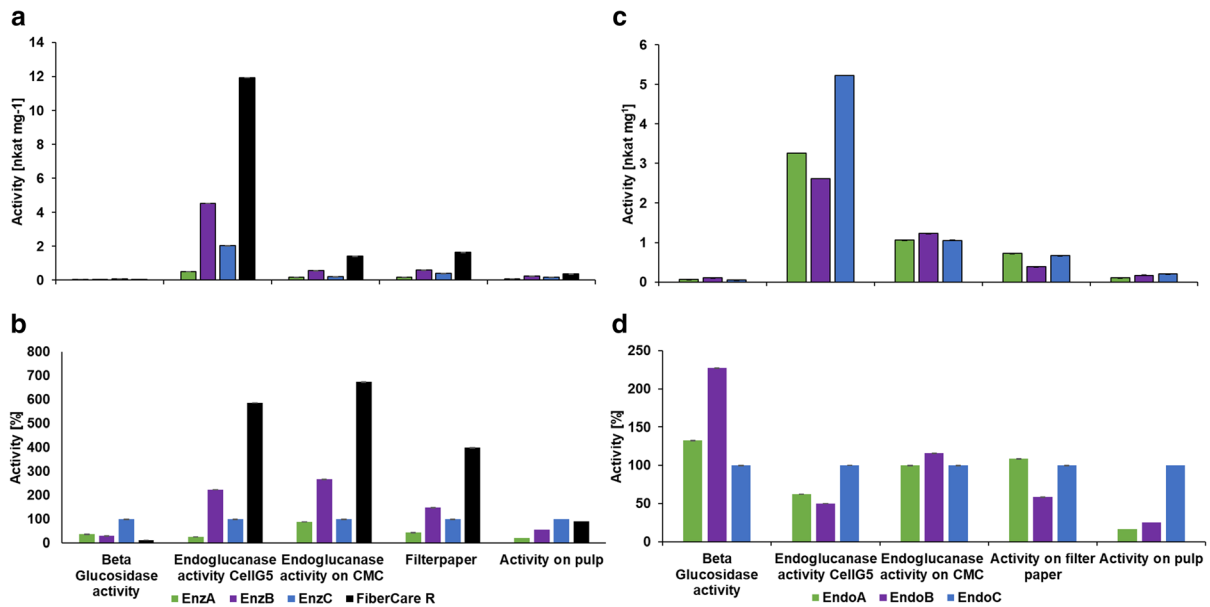 a
14
12
10
8
6
4
2
0
Activity [nkat mg-1]
b
800
700
600
500
400
300
200
100
0
Activity [%]
Beta Glucosidase activity
Endoglucanase activity CellG5
Endoglucanase activity on CMC
Filterpaper
Activity on pulp
EnzA EnzB EnzC FiberCare R
c
6
5
4
3
2
1
0
Activity [nkat mg¹]
d
250
200
150
100
50
0
Activity [%]
Beta Glucosidase activity
Endoglucanase activity CellG5
Endoglucanase activity on CMC
Activity on filter paper
Activity on pulp
EndoA EndoB EndoC